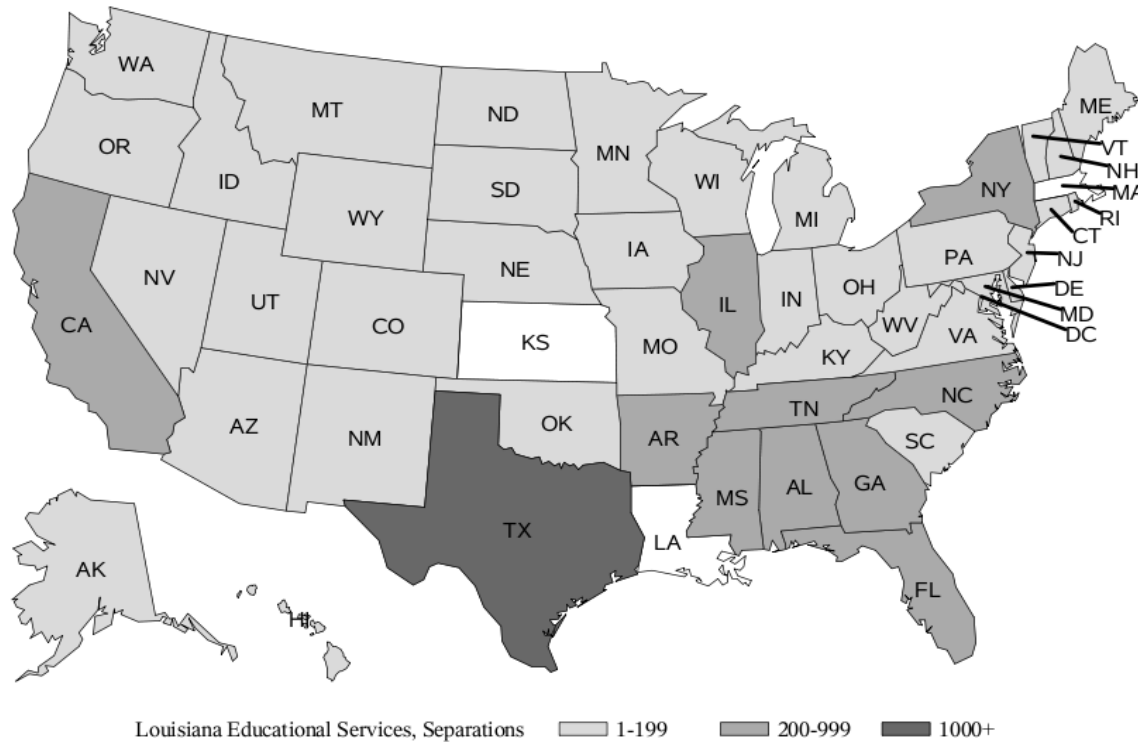 WA
MT
ND
MN
ME
VT
NH
MA
RI
CT
NJ
DE
MD
DC
OR
ID
SD
WI
MI
NY
WY
IA
NE
PA
NV
UT
CO
IL
IN
OH
WV
VA
CA
KS
MO
KY
AZ
NM
OK
AR
TN
NC
SC
MS
AL
GA
TX
LA
FL
AK
HI
Louisiana Educational Services, Separations 1-199 200-999 1000+